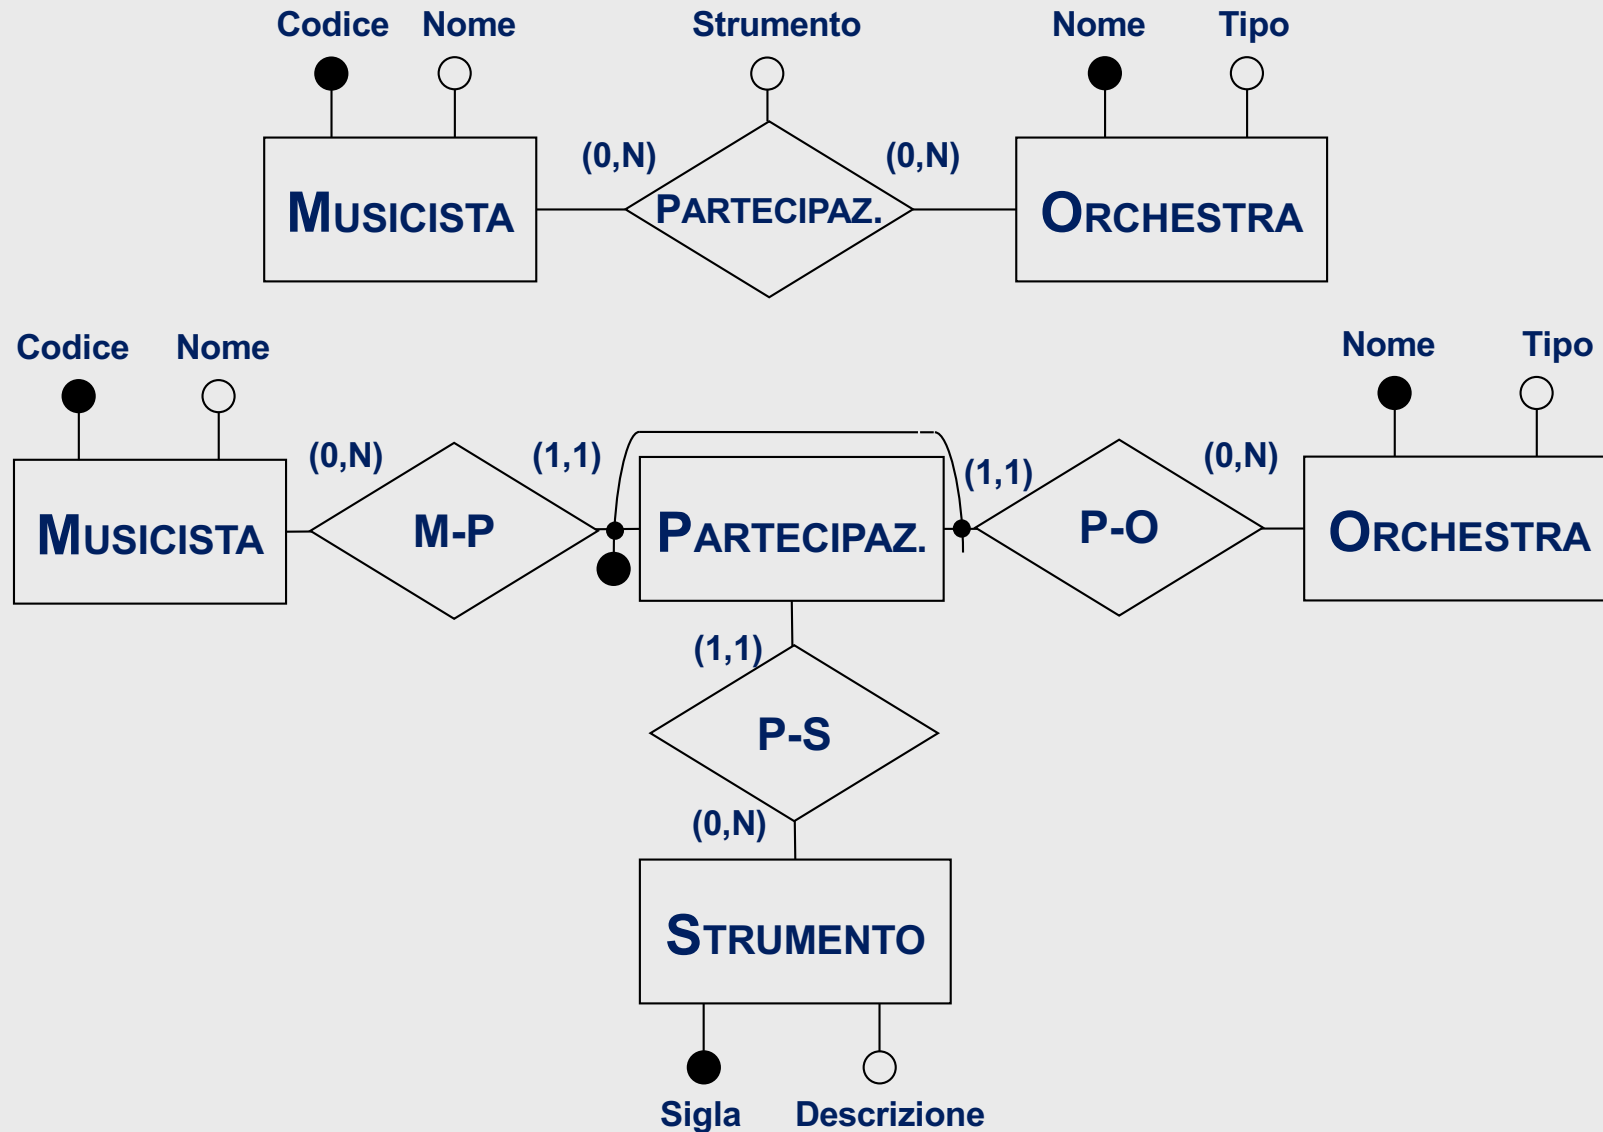 Codice Nome Strumento Nome Tipo
(0,N) (0,N)
MUSICISTA PARTECIPAZ. ORCHESTRA
Codice Nome Nome Tipo
(0,N) (1,1) (1,1) (0,N)
MUSICISTA M-P PARTECIPAZ. P-O ORCHESTRA
(1,1)
P-S
(0,N)
STRUMENTO
Sigla Descrizione